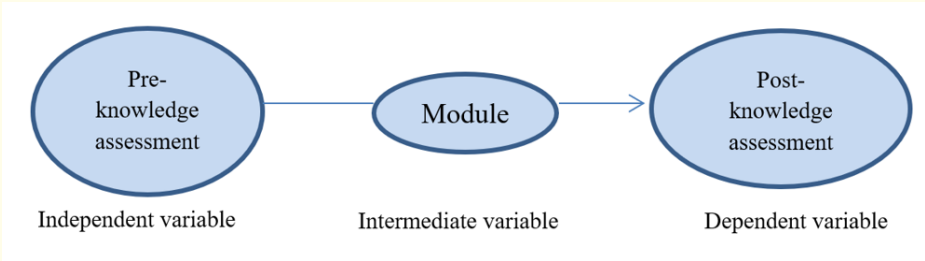 Pre-
knowledge
assessment
Module
Post-
knowledge
assessment
Independent variable
Intermediate variable
Dependent variable